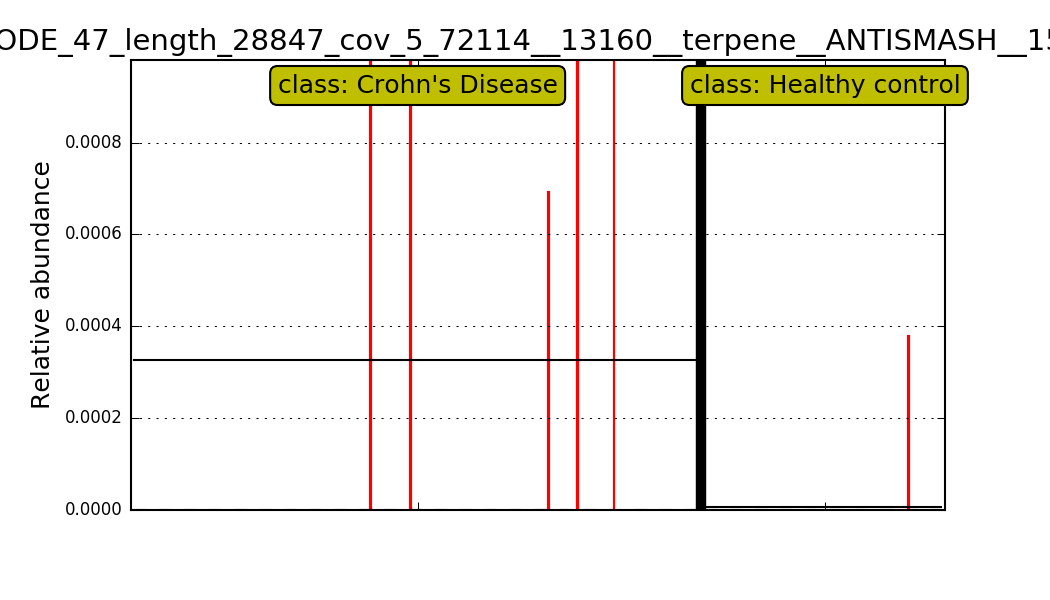 ODE_47_length_28847_cov_5_72114__13160__terpene__ANTISMASH__15
class: Crohn's Disease
class: Healthy control
Relative abundance
0.0008
0.0006
0.0004
0.0002
0.0000